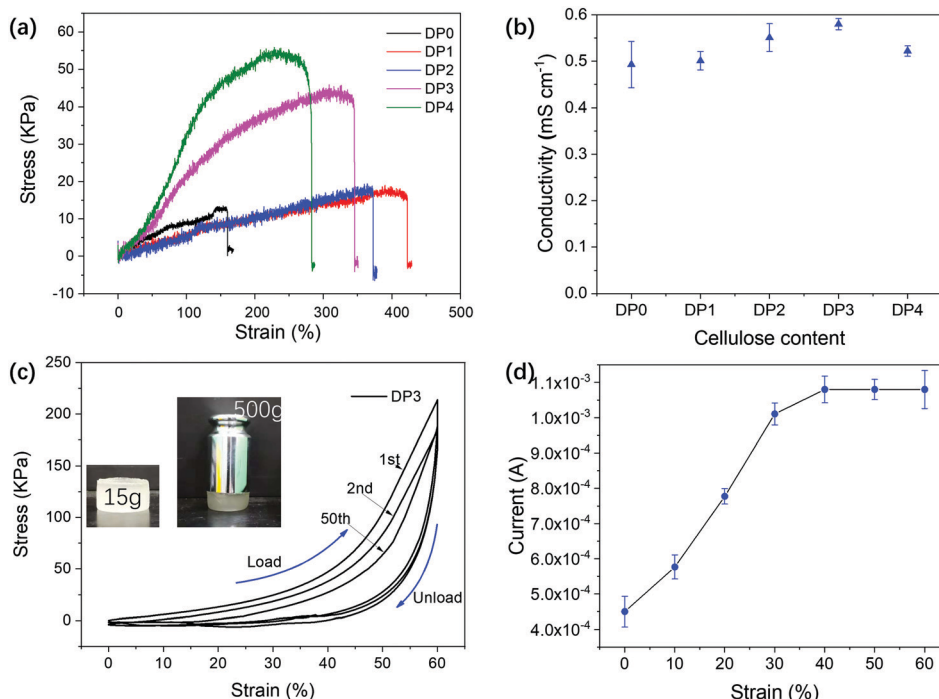 (a)
DP0
DP1
DP2
DP3
DP4
60
50
40
30
20
10
0
-10
Stress (KPa)
0 100 200 300 400 500
Strain (%)
(b)
0.6
0.5
0.4
0.3
0.2
0.1
0.0
Conductivity (mS cm⁻¹)
DP0 DP1 DP2 DP3 DP4
Cellulose content
(c)
DP3
250
200
150
100
50
0
Stress (KPa)
500g
15g
1st
2nd
50th
Load
Unload
0 10 20 30 40 50 60
Strain (%)
(d)
1.1x10⁻³
1.0x10⁻³
9.2x10⁻⁴
8.0x10⁻⁴
7.0x10⁻⁴
6.0x10⁻⁴
5.0x10⁻⁴
4.0x10⁻⁴
Current (A)
0 10 20 30 40 50 60
Strain (%)